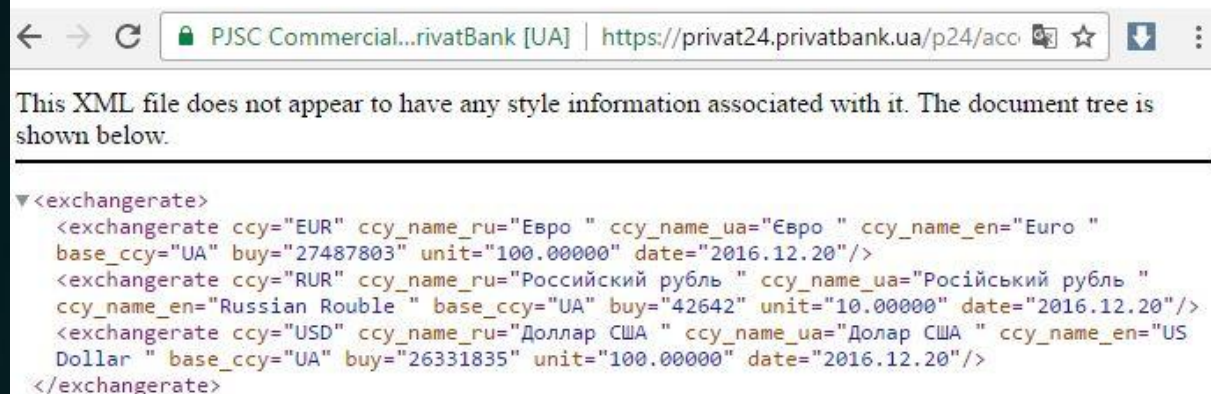 PJSC Commercial...rivatBank [UA] | https://privat24.privatbank.ua/p24/acc
This XML file does not appear to have any style information associated with it. The document tree is
shown below.
▼<exchangerate>
<exchangerate ccy="EUR" ccy_name_ru="Евро " ccy_name_ua="Євро " ccy_name_en="Euro "
base_ccy="UA" buy="27487803" unit="100.00000" date="2016.12.20"/>
<exchangerate ccy="RUR" ccy_name_ru="Российский рубль " ccy_name_ua="Російський рубль "
ccy_name_en="Russian Rouble " base_ccy="UA" buy="42642" unit="10.00000" date="2016.12.20"/>
<exchangerate ccy="USD" ccy_name_ru="Доллар США " ccy_name_ua="Долар США " ccy_name_en="US
Dollar " base_ccy="UA" buy="26331835" unit="100.00000" date="2016.12.20"/>
</exchangerate>